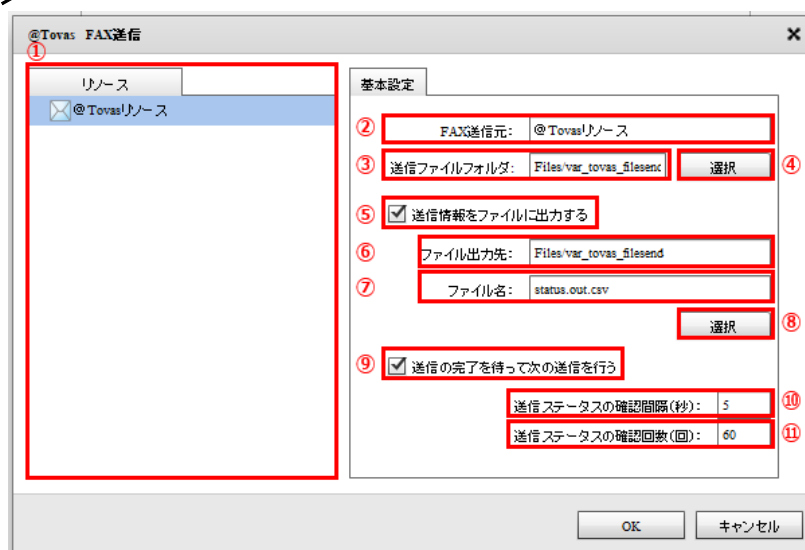 @Tovas FAX送信
①
リソース
@Tovasリソース
基本設定
② FAX送信元: @Tovasリソース
③ 送信ファイルフォルダ: Files/var_tovas_filesenc 選択 ④
⑤ 送信情報をファイルに出力する
⑥ ファイル出力先: Files/var_tovas_filesend
⑦ ファイル名: status.out.csv
選択 ⑧
⑨ 送信の完了を待って次の送信を行う
送信ステータスの確認間隔(秒): 5 ⑩
送信ステータスの確認回数(回): 60 ⑪
OK キャンセル